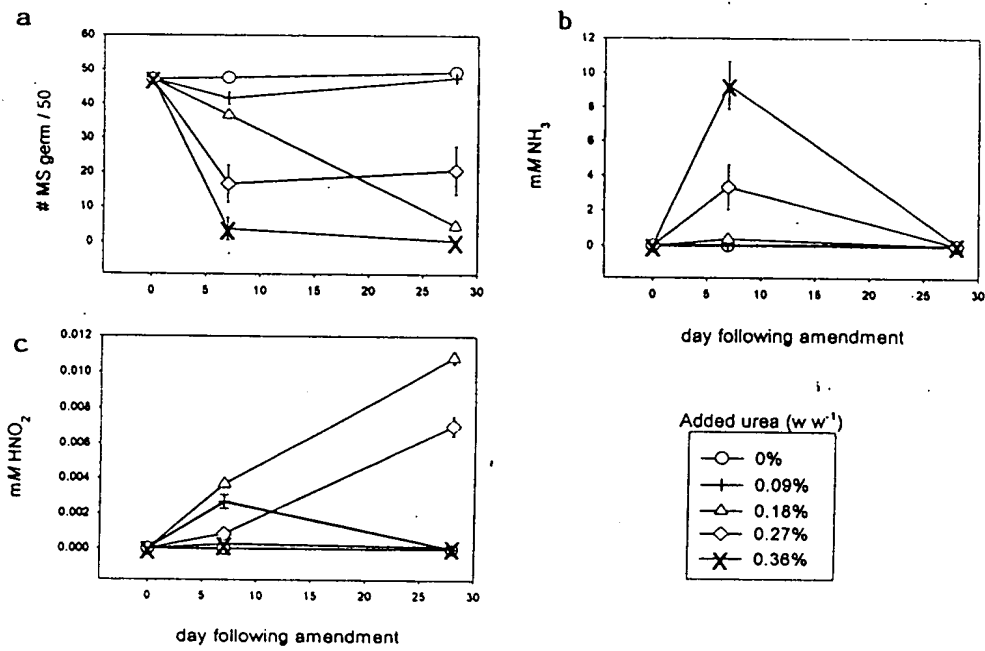 a
60
50
40
30
20
10
0
# MS germ / 50
0 5 10 15 20 25 30
b
12
10
8
6
4
2
0
mM NH3
0 5 10 15 20 25 30
day following amendment
c
0.012
0.010
0.008
0.006
0.004
0.002
0.000
mM HNO2
0 5 10 15 20 25 30
day following amendment
Added urea (w w-1)
0%
0.09%
0.18%
0.27%
0.36%